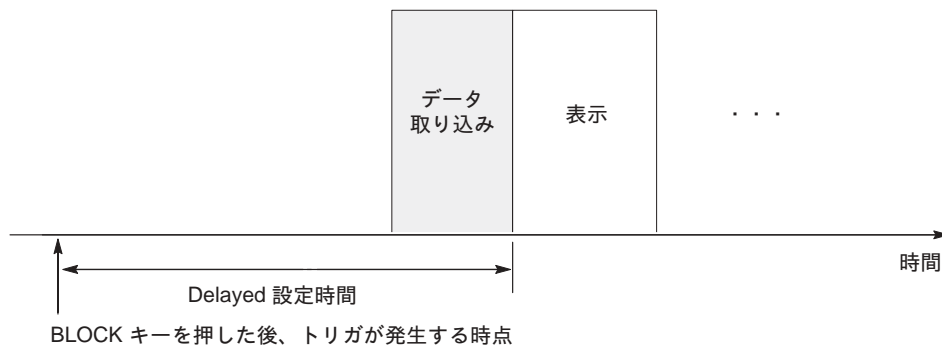 データ
取り込み
表示
・・・
時間
Delayed 設定時間
BLOCK キーを押した後、トリガが発生する時点